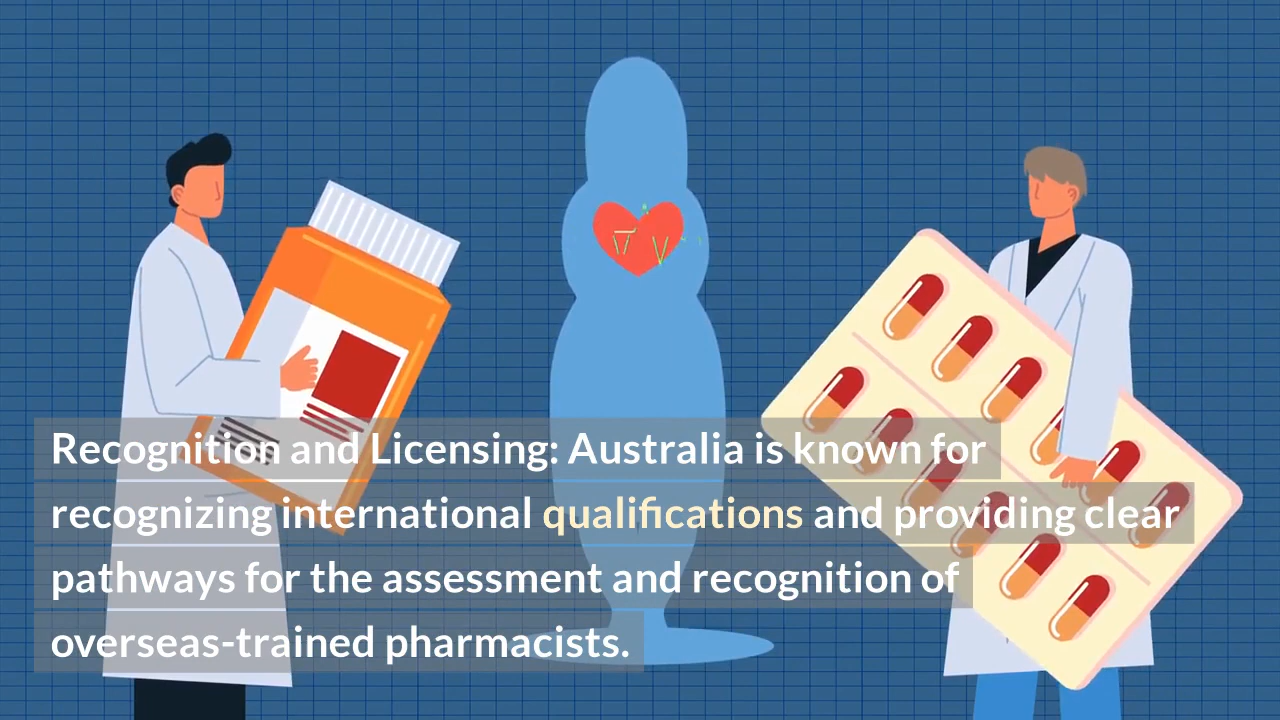 Recognition and Licensing: Australia is known for
recognizing international qualifications and providing clear
pathways for the assessment and recognition of
overseas-trained pharmacists.